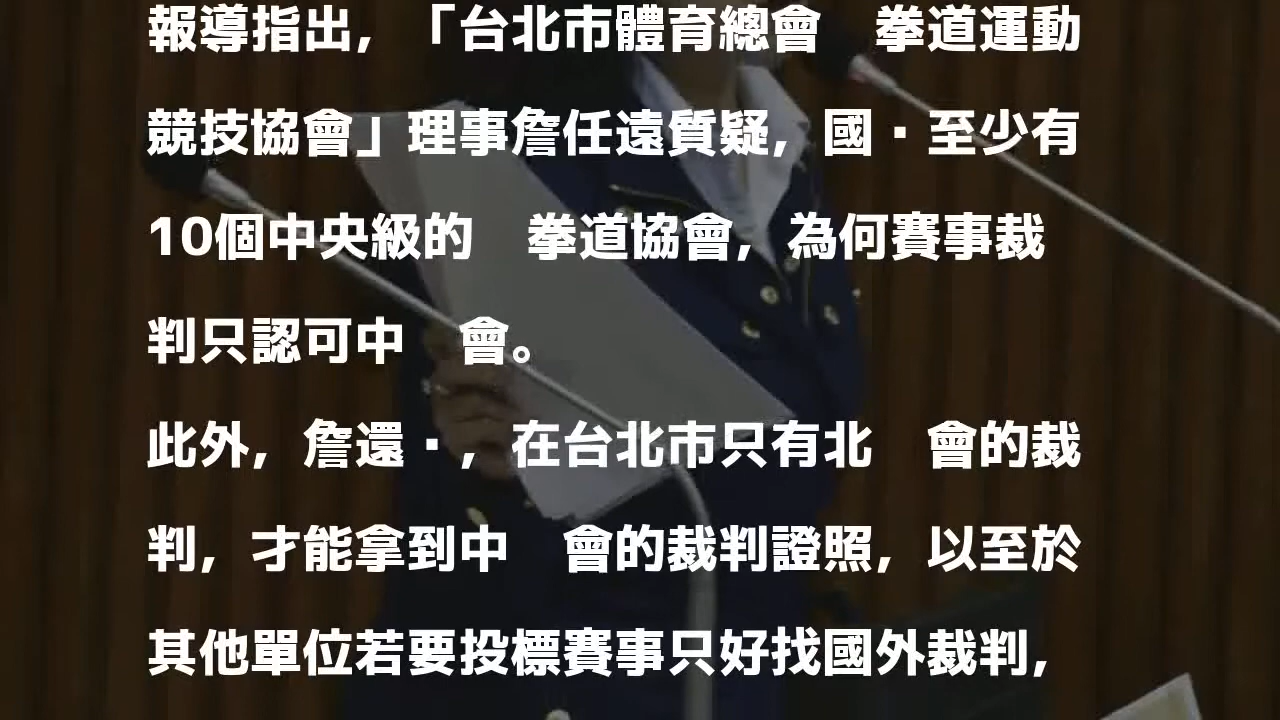 報導指出，「台北市體育總會　拳道運動
競技協會」理事詹任遠質疑，國·至少有
10個中央級的　拳道協會，為何賽事裁
判只認可中　會。
此外，詹還·，在台北市只有北　會的裁
判，才能拿到中　會的裁判證照，以至於
其他單位若要投標賽事只好找國外裁判，